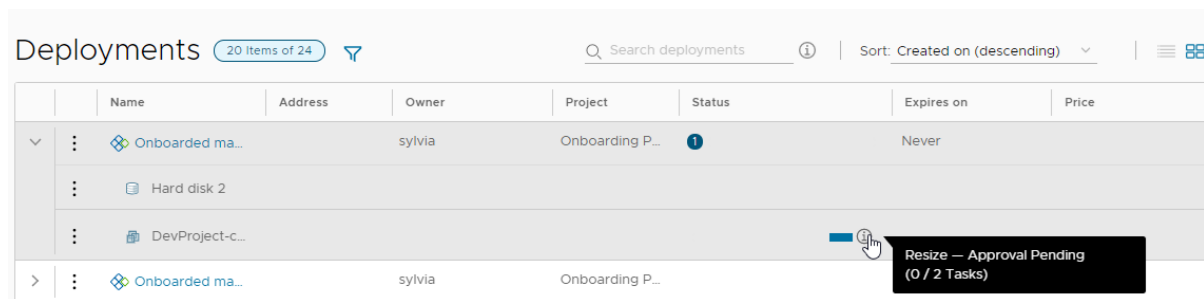 Deployments 20 Items of 24 Search deployments Sort: Created on (descending)
Name Address Owner Project Status Expires on Price
Onboarded ma... sylvia Onboarding P... 1 Never
Hard disk 2
DevProject-c...
Resize — Approval Pending
(0 / 2 Tasks)
Onboarded ma... sylvia Onboarding P...